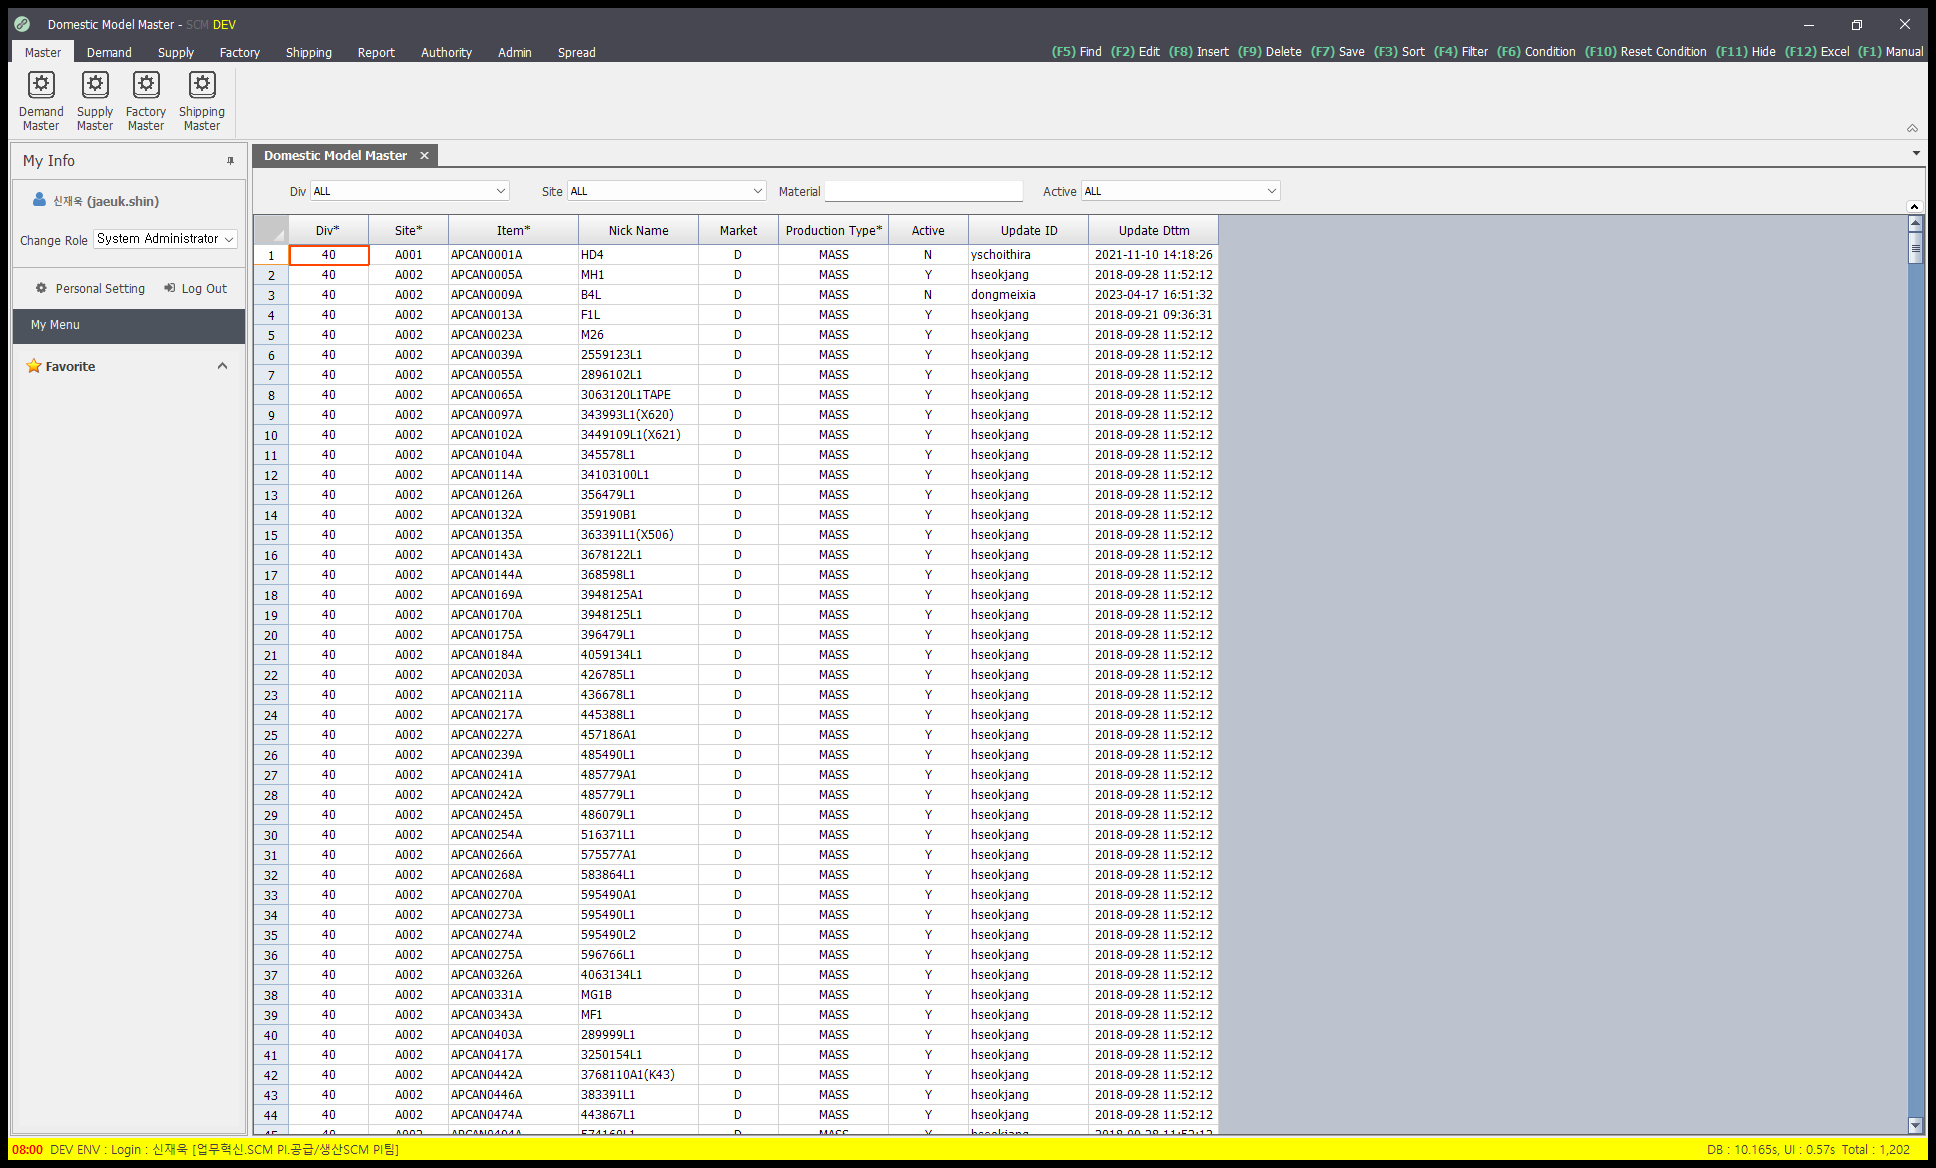 Domestic Model Master - SCM DEV
Master Demand Supply Factory Shipping Report Authority Admin Spread (F5) Find (F2) Edit (F8) Insert (F9) Delete (F7) Save (F3) Sort (F4) Filter (F6) Condition (F10) Reset Condition (F11) Hide (F12) Excel (F1) Manual
Demand Master Supply Master Factory Master Shipping Master
My Info
신재욱 (jaeuk.shin)
Change Role System Administrator
Personal Setting Log Out
My Menu
Favorite
Domestic Model Master
Div ALL Site ALL Material Active ALL
Div* Site* Item* Nick Name Market Production Type* Active Update ID Update Dttm
1 40 A001 APCAN0001A HD4 D MASS N yschoithira 2021-11-10 14:18:26
2 40 A002 APCAN0005A MH1 D MASS Y hseokjang 2018-09-28 11:52:12
3 40 A002 APCAN0009A B4L D MASS N dongmeixia 2023-04-17 16:51:32
4 40 A002 APCAN0013A F1L D MASS Y hseokjang 2018-09-21 09:36:31
5 40 A002 APCAN0023A M26 D MASS Y hseokjang 2018-09-28 11:52:12
6 40 A002 APCAN0039A 2559123L1 D MASS Y hseokjang 2018-09-28 11:52:12
7 40 A002 APCAN0055A 2896102L1 D MASS Y hseokjang 2018-09-28 11:52:12
8 40 A002 APCAN0065A 3063120L1TAPE D MASS Y hseokjang 2018-09-28 11:52:12
9 40 A002 APCAN0097A 343993L1(X620) D MASS Y hseokjang 2018-09-28 11:52:12
10 40 A002 APCAN0102A 3449109L1(X621) D MASS Y hseokjang 2018-09-28 11:52:12
11 40 A002 APCAN0104A 345578L1 D MASS Y hseokjang 2018-09-28 11:52:12
12 40 A002 APCAN0114A 34103100L1 D MASS Y hseokjang 2018-09-28 11:52:12
13 40 A002 APCAN0126A 356479L1 D MASS Y hseokjang 2018-09-28 11:52:12
14 40 A002 APCAN0132A 359190B1 D MASS Y hseokjang 2018-09-28 11:52:12
15 40 A002 APCAN0135A 363391L1(X506) D MASS Y hseokjang 2018-09-28 11:52:12
16 40 A002 APCAN0143A 3678122L1 D MASS Y hseokjang 2018-09-28 11:52:12
17 40 A002 APCAN0144A 368598L1 D MASS Y hseokjang 2018-09-28 11:52:12
18 40 A002 APCAN0169A 3948125A1 D MASS Y hseokjang 2018-09-28 11:52:12
19 40 A002 APCAN0170A 3948125L1 D MASS Y hseokjang 2018-09-28 11:52:12
20 40 A002 APCAN0175A 396479L1 D MASS Y hseokjang 2018-09-28 11:52:12
21 40 A002 APCAN0184A 4059134L1 D MASS Y hseokjang 2018-09-28 11:52:12
22 40 A002 APCAN0203A 426785L1 D MASS Y hseokjang 2018-09-28 11:52:12
23 40 A002 APCAN0211A 436678L1 D MASS Y hseokjang 2018-09-28 11:52:12
24 40 A002 APCAN0217A 445388L1 D MASS Y hseokjang 2018-09-28 11:52:12
25 40 A002 APCAN0227A 457186A1 D MASS Y hseokjang 2018-09-28 11:52:12
26 40 A002 APCAN0239A 485490L1 D MASS Y hseokjang 2018-09-28 11:52:12
27 40 A002 APCAN0241A 485779A1 D MASS Y hseokjang 2018-09-28 11:52:12
28 40 A002 APCAN0242A 485779L1 D MASS Y hseokjang 2018-09-28 11:52:12
29 40 A002 APCAN0245A 486079L1 D MASS Y hseokjang 2018-09-28 11:52:12
30 40 A002 APCAN0254A 516371L1 D MASS Y hseokjang 2018-09-28 11:52:12
31 40 A002 APCAN0266A 575577A1 D MASS Y hseokjang 2018-09-28 11:52:12
32 40 A002 APCAN0268A 583864L1 D MASS Y hseokjang 2018-09-28 11:52:12
33 40 A002 APCAN0270A 595490A1 D MASS Y hseokjang 2018-09-28 11:52:12
34 40 A002 APCAN0273A 595490L1 D MASS Y hseokjang 2018-09-28 11:52:12
35 40 A002 APCAN0274A 595490L2 D MASS Y hseokjang 2018-09-28 11:52:12
36 40 A002 APCAN0275A 596766L1 D MASS Y hseokjang 2018-09-28 11:52:12
37 40 A002 APCAN0326A 4063134L1 D MASS Y hseokjang 2018-09-28 11:52:12
38 40 A002 APCAN0331A MG1B D MASS Y hseokjang 2018-09-28 11:52:12
39 40 A002 APCAN0343A MF1 D MASS Y hseokjang 2018-09-28 11:52:12
40 40 A002 APCAN0403A 289999L1 D MASS Y hseokjang 2018-09-28 11:52:12
41 40 A002 APCAN0417A 3250154L1 D MASS Y hseokjang 2018-09-28 11:52:12
42 40 A002 APCAN0442A 3768110A1(K43) D MASS Y hseokjang 2018-09-28 11:52:12
43 40 A002 APCAN0446A 383391L1 D MASS Y hseokjang 2018-09-28 11:52:12
44 40 A002 APCAN0474A 443867L1 D MASS Y hseokjang 2018-09-28 11:52:12
08:00 DEV ENV : Login : 신재욱 [업무혁신.SCM PI.공급/생산SCM PI팀] DB : 10.165s, UI : 0.57s Total : 1,202